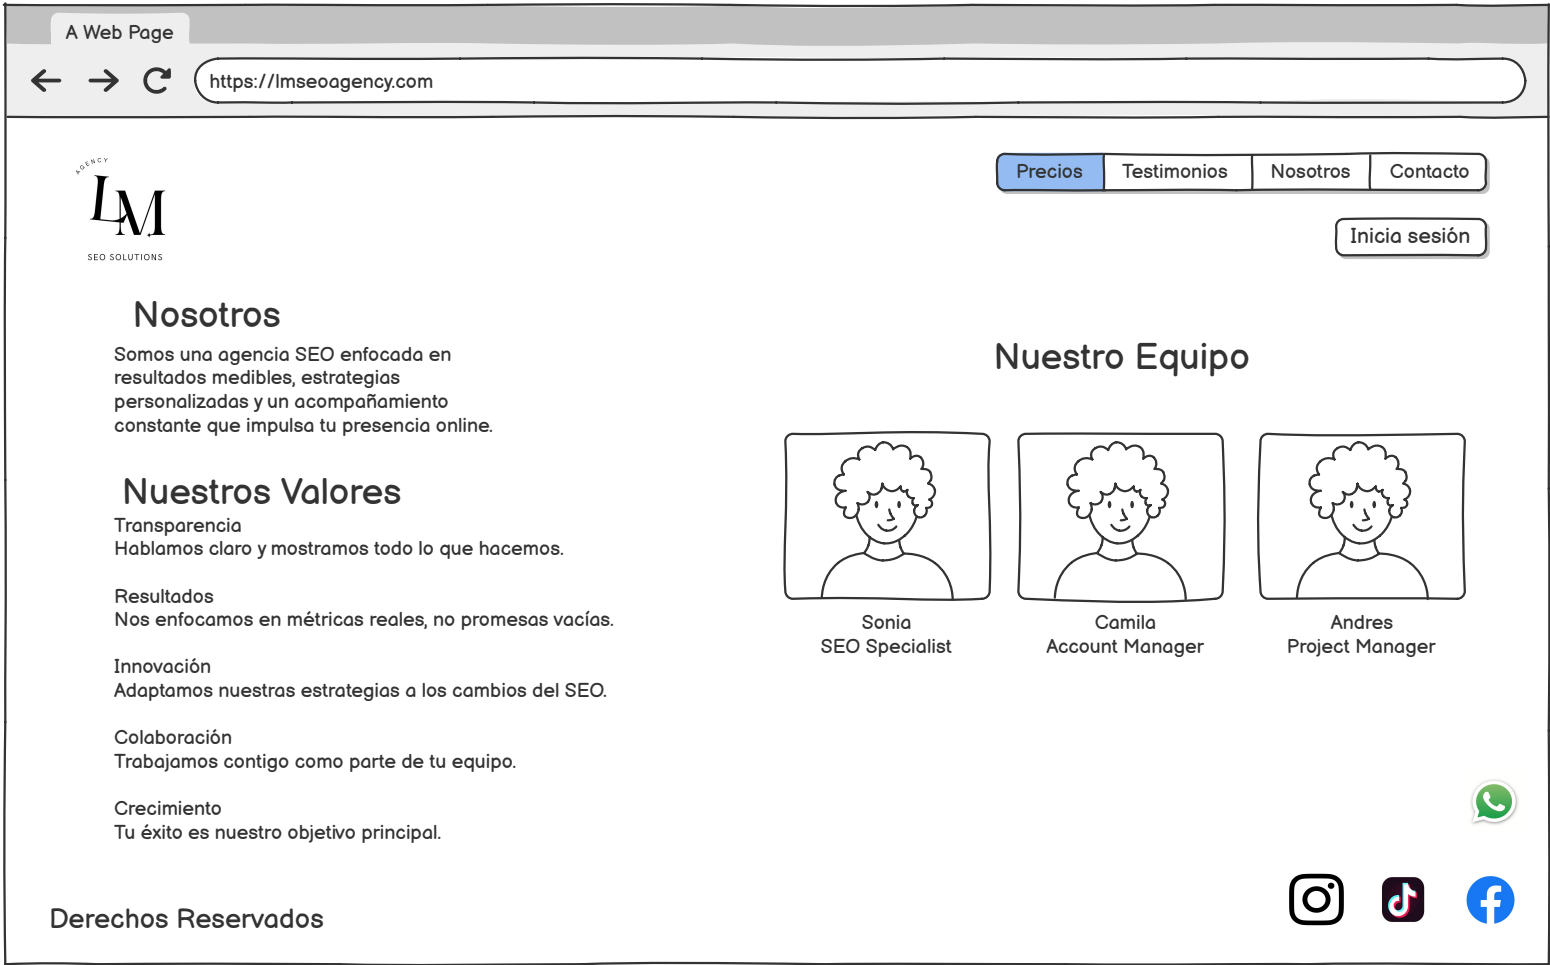 A Web Page
https://lmseoagency.com
AGENCY
LM
SEO SOLUTIONS
Precios Testimonios Nosotros Contacto
Inicia sesión
Nosotros
Somos una agencia SEO enfocada en
resultados medibles, estrategias
personalizadas y un acompañamiento
constante que impulsa tu presencia online.
Nuestros Valores
Transparencia
Hablamos claro y mostramos todo lo que hacemos.
Resultados
Nos enfocamos en métricas reales, no promesas vacías.
Innovación
Adaptamos nuestras estrategias a los cambios del SEO.
Colaboración
Trabajamos contigo como parte de tu equipo.
Crecimiento
Tu éxito es nuestro objetivo principal.
Nuestro Equipo
Sonia
SEO Specialist
Camila
Account Manager
Andres
Project Manager
Derechos Reservados